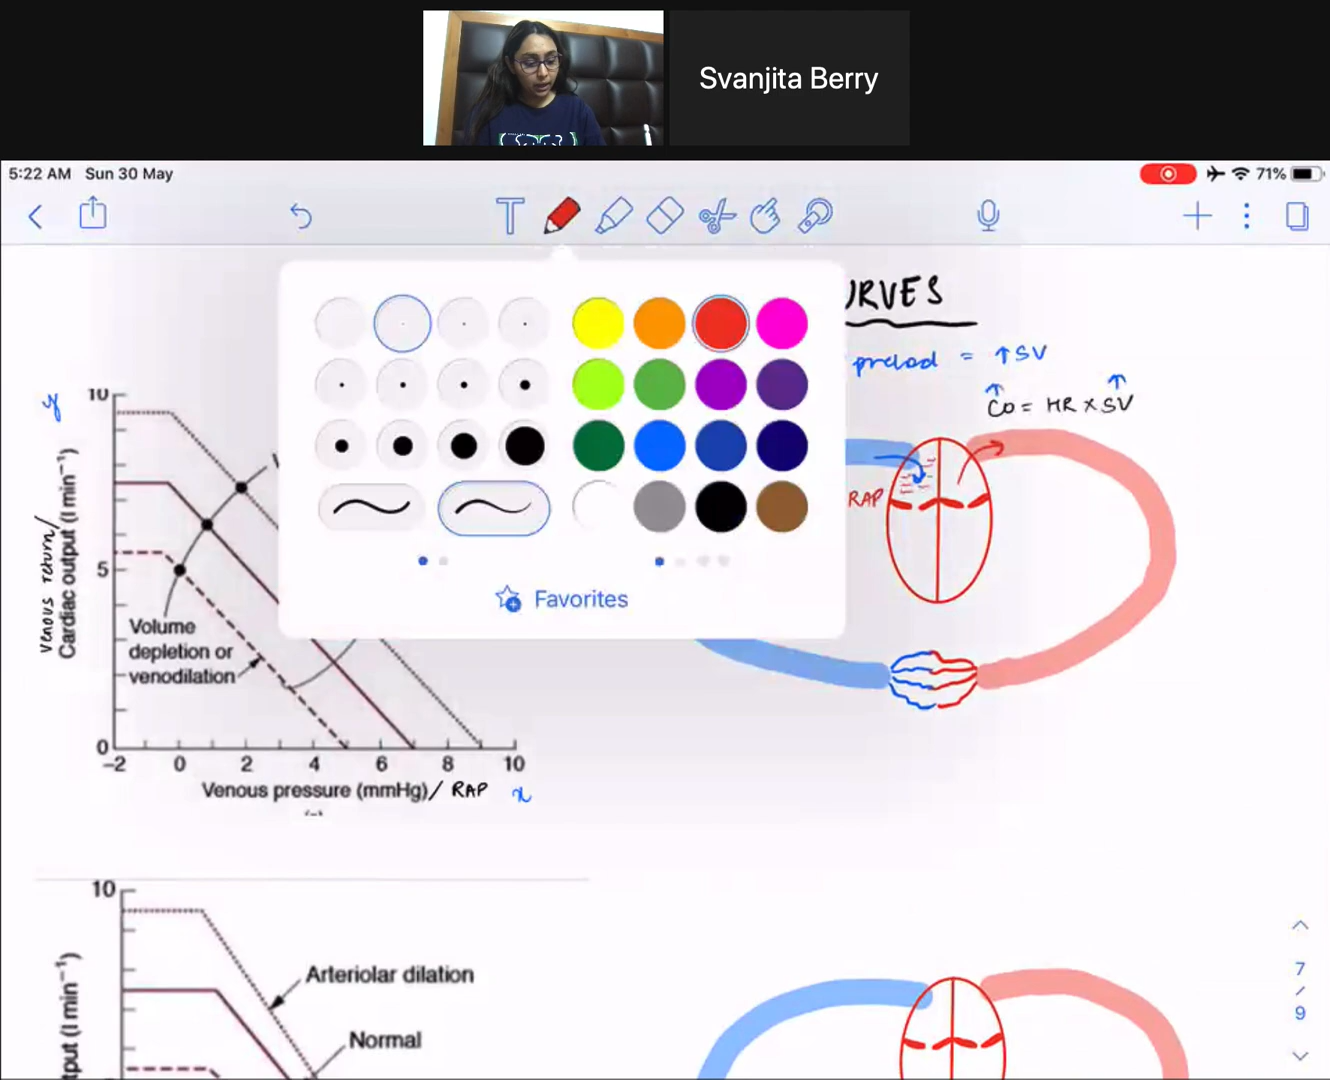 Svanjita Berry
5:22 AM Sun 30 May
71%
T
URVES
preload = ↑ SV
↑ ↑
CO = HR X SV
y
10
5
0
Venous return/
Cardiac output (l min⁻¹)
Volume
depletion or
venodilation
-2 0 2 4 6 8 10
Venous pressure (mmHg) / RAP x
Favorites
RAP
10
tput (l min⁻¹)
Arteriolar dilation
Normal
7
/
9